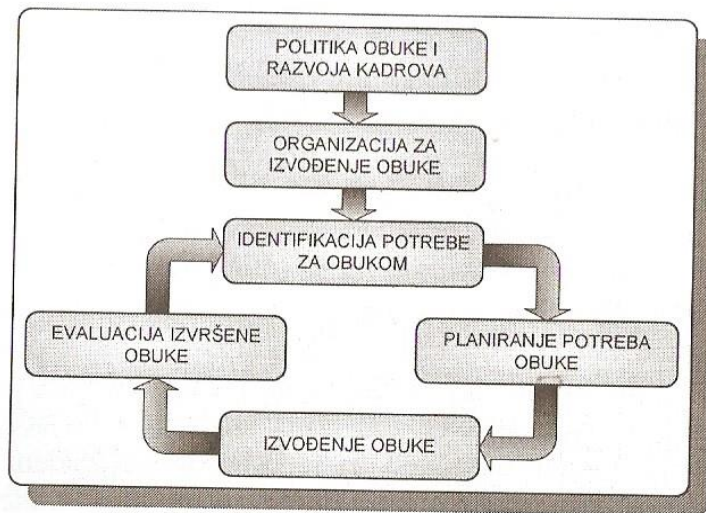 POLITIKA OBUKE I
RAZVOJA KADROVA
ORGANIZACIJA ZA
IZVOĐENJE OBUKE
IDENTIFIKACIJA POTREBE
ZA OBUKOM
EVALUACIJA IZVRŠENE
OBUKE
PLANIRANJE POTREBA
OBUKE
IZVOĐENJE OBUKE